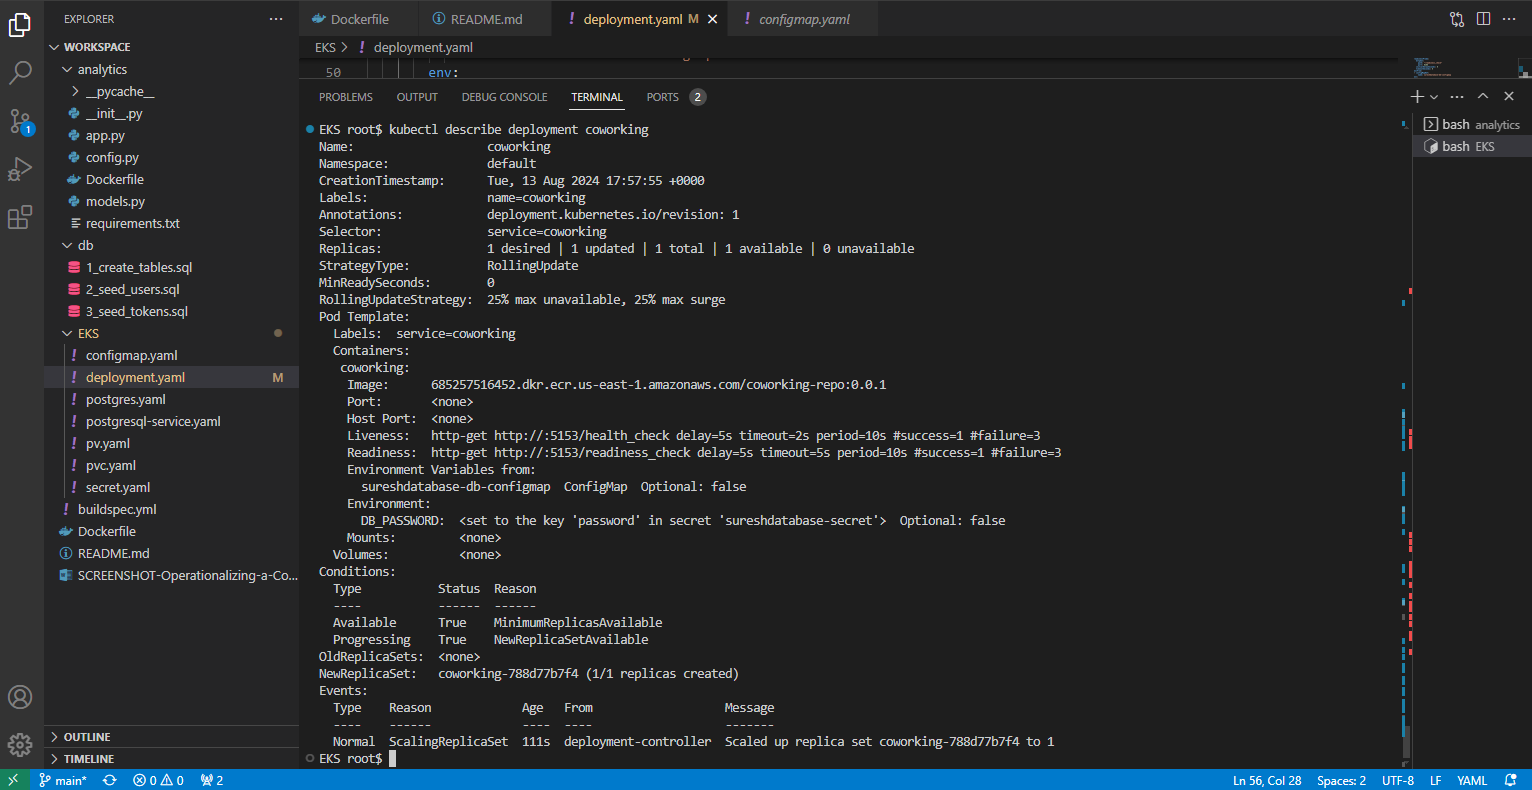 EXPLORER
WORKSPACE
analytics
__pycache__
__init__.py
app.py
config.py
Dockerfile
models.py
requirements.txt
db
1_create_tables.sql
2_seed_users.sql
3_seed_tokens.sql
EKS
configmap.yaml
deployment.yaml M
postgres.yaml
postgresql-service.yaml
pv.yaml
pvc.yaml
secret.yaml
buildspec.yml
Dockerfile
README.md
SCREENSHOT-Operationalizing-a-Co...
OUTLINE
TIMELINE
Dockerfile README.md deployment.yaml M configmap.yaml
EKS > deployment.yaml
50 env:
PROBLEMS OUTPUT DEBUG CONSOLE TERMINAL PORTS 2
EKS root$ kubectl describe deployment coworking
Name: coworking
Namespace: default
CreationTimestamp: Tue, 13 Aug 2024 17:57:55 +0000
Labels: name=coworking
Annotations: deployment.kubernetes.io/revision: 1
Selector: service=coworking
Replicas: 1 desired | 1 updated | 1 total | 1 available | 0 unavailable
StrategyType: RollingUpdate
MinReadySeconds: 0
RollingUpdateStrategy: 25% max unavailable, 25% max surge
Pod Template:
Labels: service=coworking
Containers:
coworking:
Image: 685257516452.dkr.ecr.us-east-1.amazonaws.com/coworking-repo:0.0.1
Port: <none>
Host Port: <none>
Liveness: http-get http://:5153/health_check delay=5s timeout=2s period=10s #success=1 #failure=3
Readiness: http-get http://:5153/readiness_check delay=5s timeout=5s period=10s #success=1 #failure=3
Environment Variables from:
sureshdatabase-db-configmap ConfigMap Optional: false
Environment:
DB_PASSWORD: <set to the key 'password' in secret 'sureshdatabase-secret'> Optional: false
Mounts: <none>
Volumes: <none>
Conditions:
Type Status Reason
---- ------ ------
Available True MinimumReplicasAvailable
Progressing True NewReplicaSetAvailable
OldReplicaSets: <none>
NewReplicaSet: coworking-788d77b7f4 (1/1 replicas created)
Events:
Type Reason Age From Message
---- ------ ---- ---- -------
Normal ScalingReplicaSet 111s deployment-controller Scaled up replica set coworking-788d77b7f4 to 1
EKS root$
bash analytics
bash EKS
1
main* 0 0 2 Ln 56, Col 28 Spaces: 2 UTF-8 LF YAML